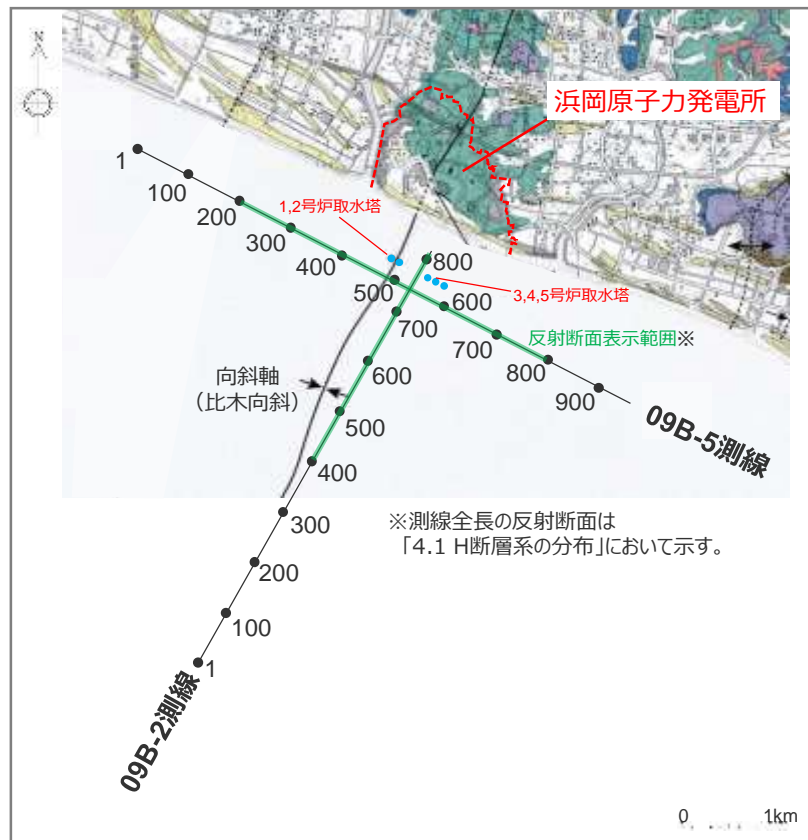 N
浜岡原子力発電所
1
100
200
300
400
500
600
700
800
900
09B-5測線
1,2号炉取水塔
3,4,5号炉取水塔
反射断面表示範囲※
800
700
600
500
400
300
200
100
1
09B-2測線
向斜軸
（比木向斜）
※測線全長の反射断面は
「4.1 H断層系の分布」において示す。
0 1km